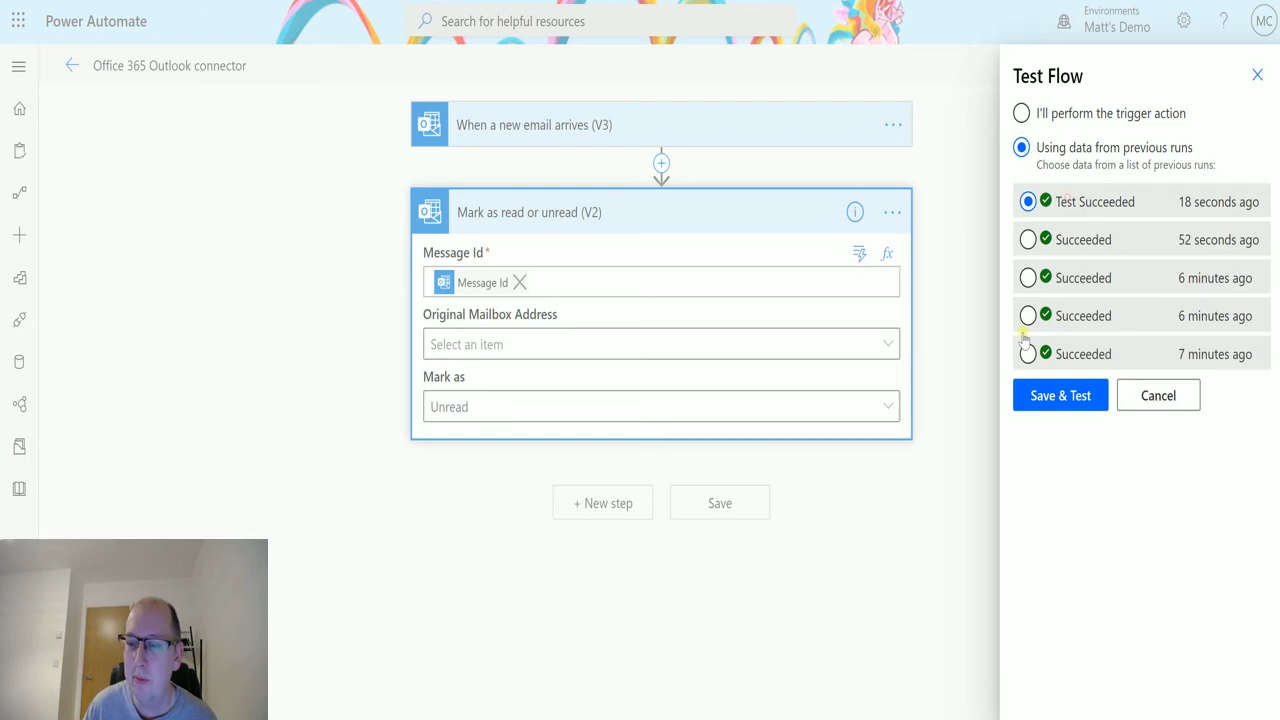 Power Automate
Search for helpful resources
Environments
Matt's Demo
?
MC
Office 365 Outlook connector
When a new email arrives (V3)
Mark as read or unread (V2)
Message Id*
fx
Message Id
Original Mailbox Address
Select an item
Mark as
Unread
+ New step
Save
Test Flow
I'll perform the trigger action
Using data from previous runs
Choose data from a list of previous runs:
Test Succeeded 18 seconds ago
Succeeded 52 seconds ago
Succeeded 6 minutes ago
Succeeded 6 minutes ago
Succeeded 7 minutes ago
Save & Test
Cancel